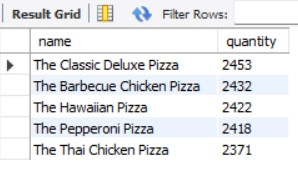 Result Grid Filter Rows:
name quantity
The Classic Deluxe Pizza 2453
The Barbecue Chicken Pizza 2432
The Hawaiian Pizza 2422
The Pepperoni Pizza 2418
The Thai Chicken Pizza 2371